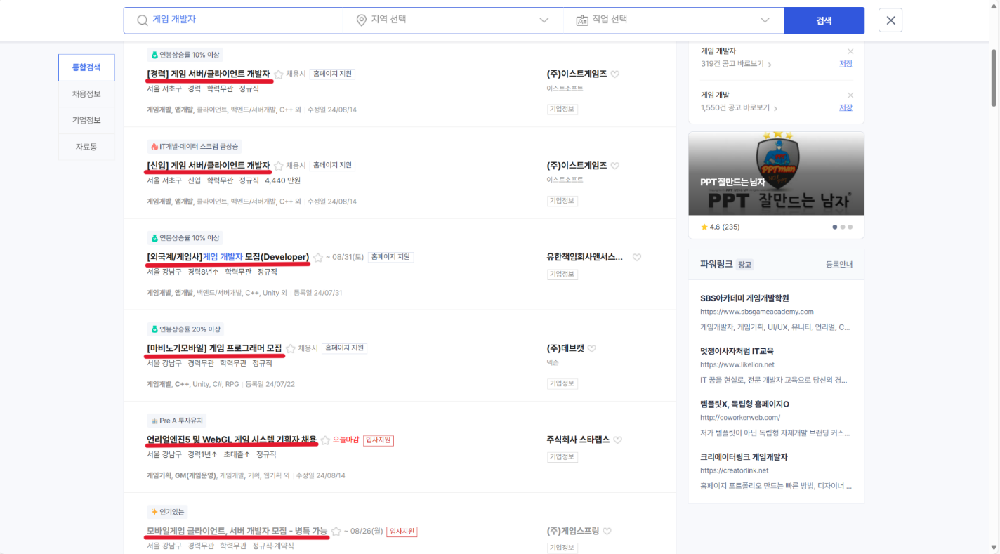 게임 개발자
지역 선택
직업 선택
검색
통합검색
채용정보
기업정보
자료통
연봉상승률 10% 이상
[경력] 게임 서버/클라이언트 개발자 채용시 홈페이지 지원
(주)이스트게임즈
이스트소프트
서울 서초구 경력 학력무관 정규직
게임개발, 앱개발, 클라이언트, 백엔드/서버개발, C++ 외 수정일 24/08/14
기업정보
IT개발·데이터 스크랩 급상승
[신입] 게임 서버/클라이언트 개발자 채용시 홈페이지 지원
(주)이스트게임즈
이스트소프트
서울 서초구 신입 학력무관 정규직 4,440 만원
게임개발, 앱개발, 클라이언트, 백엔드/서버개발, C++ 외 수정일 24/08/14
기업정보
연봉상승률 10% 이상
[외국계/게임사]게임 개발자 모집(Developer) ~ 08/31(토) 홈페이지 지원
유한책임회사앤서스...
서울 강남구 경력8년↑ 학력무관 정규직
기업정보
게임개발, 앱개발, 백엔드/서버개발, C++, Unity 외 등록일 24/07/31
연봉상승률 20% 이상
[마비노기모바일] 게임 프로그래머 모집 채용시 홈페이지 지원
(주)데브캣
넥슨
서울 강남구 경력무관 학력무관 정규직
게임개발, C++, Unity, C#, RPG 등록일 24/07/22
기업정보
Pre A 투자유치
언리얼엔진5 및 WebGL 게임 시스템 기획자 채용 오늘마감 입사지원
주식회사 스타랩스
서울 강남구 경력1년↑ 초대졸↑ 정규직
기업정보
게임기획, GM(게임운영), 게임개발, 기획, 웹기획 외 수정일 24/08/14
인기있는
모바일게임 클라이언트, 서버 개발자 모집 - 병특 가능 ~ 08/26(월) 입사지원
(주)게임스프링
서울 강남구 경력무관 학력무관 정규직·계약직
기업정보
게임 개발자
319건 공고 바로보기
저장
게임 개발
1,550건 공고 바로보기
저장
PPTman
PPT 잘만드는 남자
PPT 잘만드는 남자
4.6 (235)
파워링크 광고
등록안내
SBS아카데미 게임개발학원
https://www.sbsgameacademy.com
게임개발자, 게임기획, UI/UX, 유니티, 언리얼, C...
멋쟁이사자처럼 IT교육
https://www.likelion.net
IT 꿈을 현실로, 전문 개발자 교육으로 당신의 경...
템플릿X, 독립형 홈페이지O
http://coworkerweb.com/
저가 템플릿이 아닌 독립형 자체개발 브랜딩 커스...
크리에이터링크 게임개발자
https://creatorlink.net
홈페이지 포트폴리오 만드는 빠른 방법, 디자이너 ...